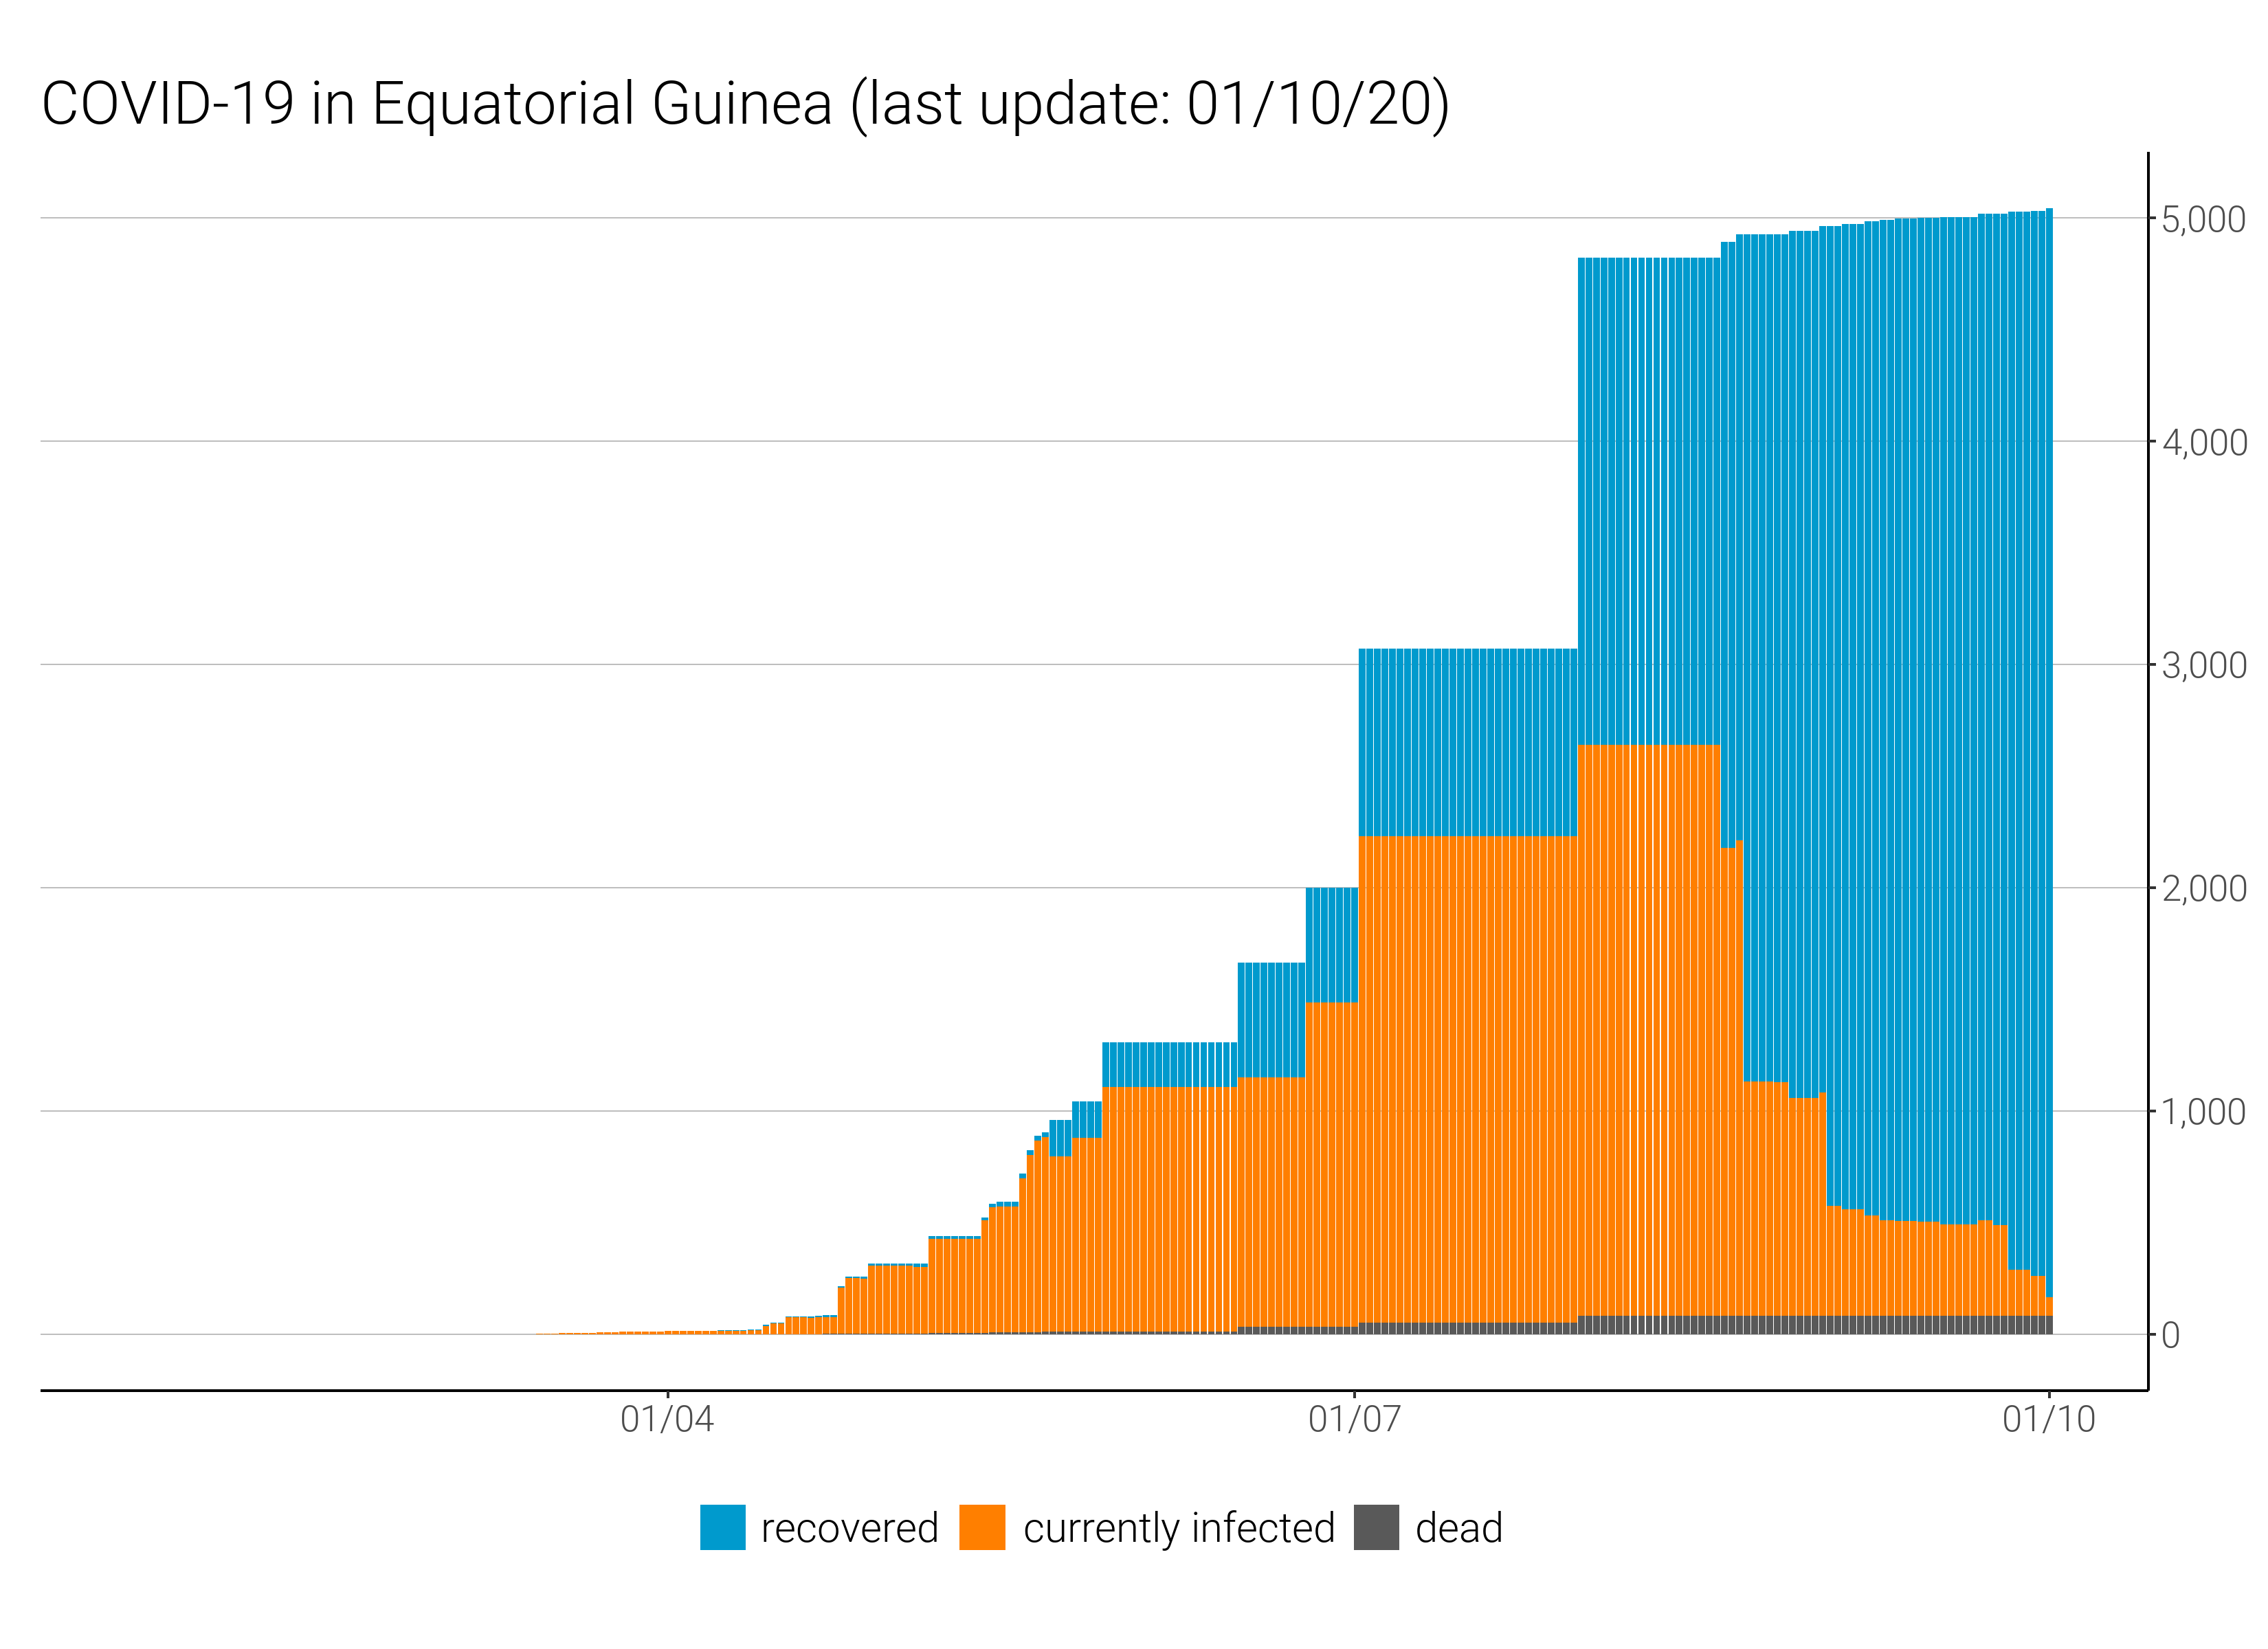 COVID-19 in Equatorial Guinea (last update: 01/10/20)
5,000
4,000
3,000
2,000
1,000
0
01/04 01/07 01/10
recovered currently infected dead